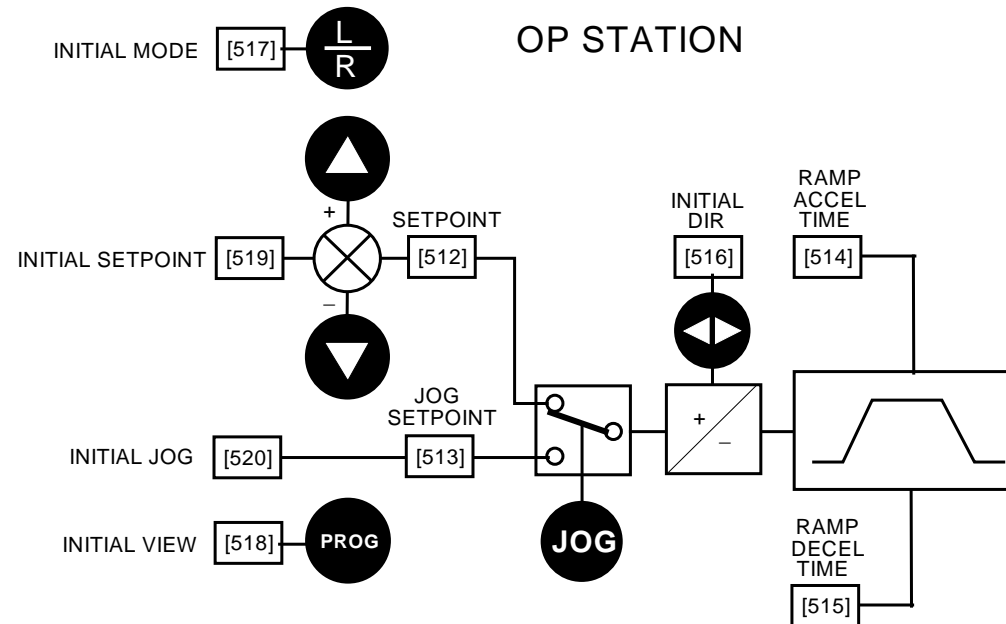 OP STATION
INITIAL MODE [517] L
R
+
INITIAL SETPOINT [519]
SETPOINT
[512]
–
INITIAL
DIR
[516]
RAMP
ACCEL
TIME
[514]
JOG
SETPOINT
INITIAL JOG [520] [513]
+
–
INITIAL VIEW [518] PROG
JOG
RAMP
DECEL
TIME
[515]